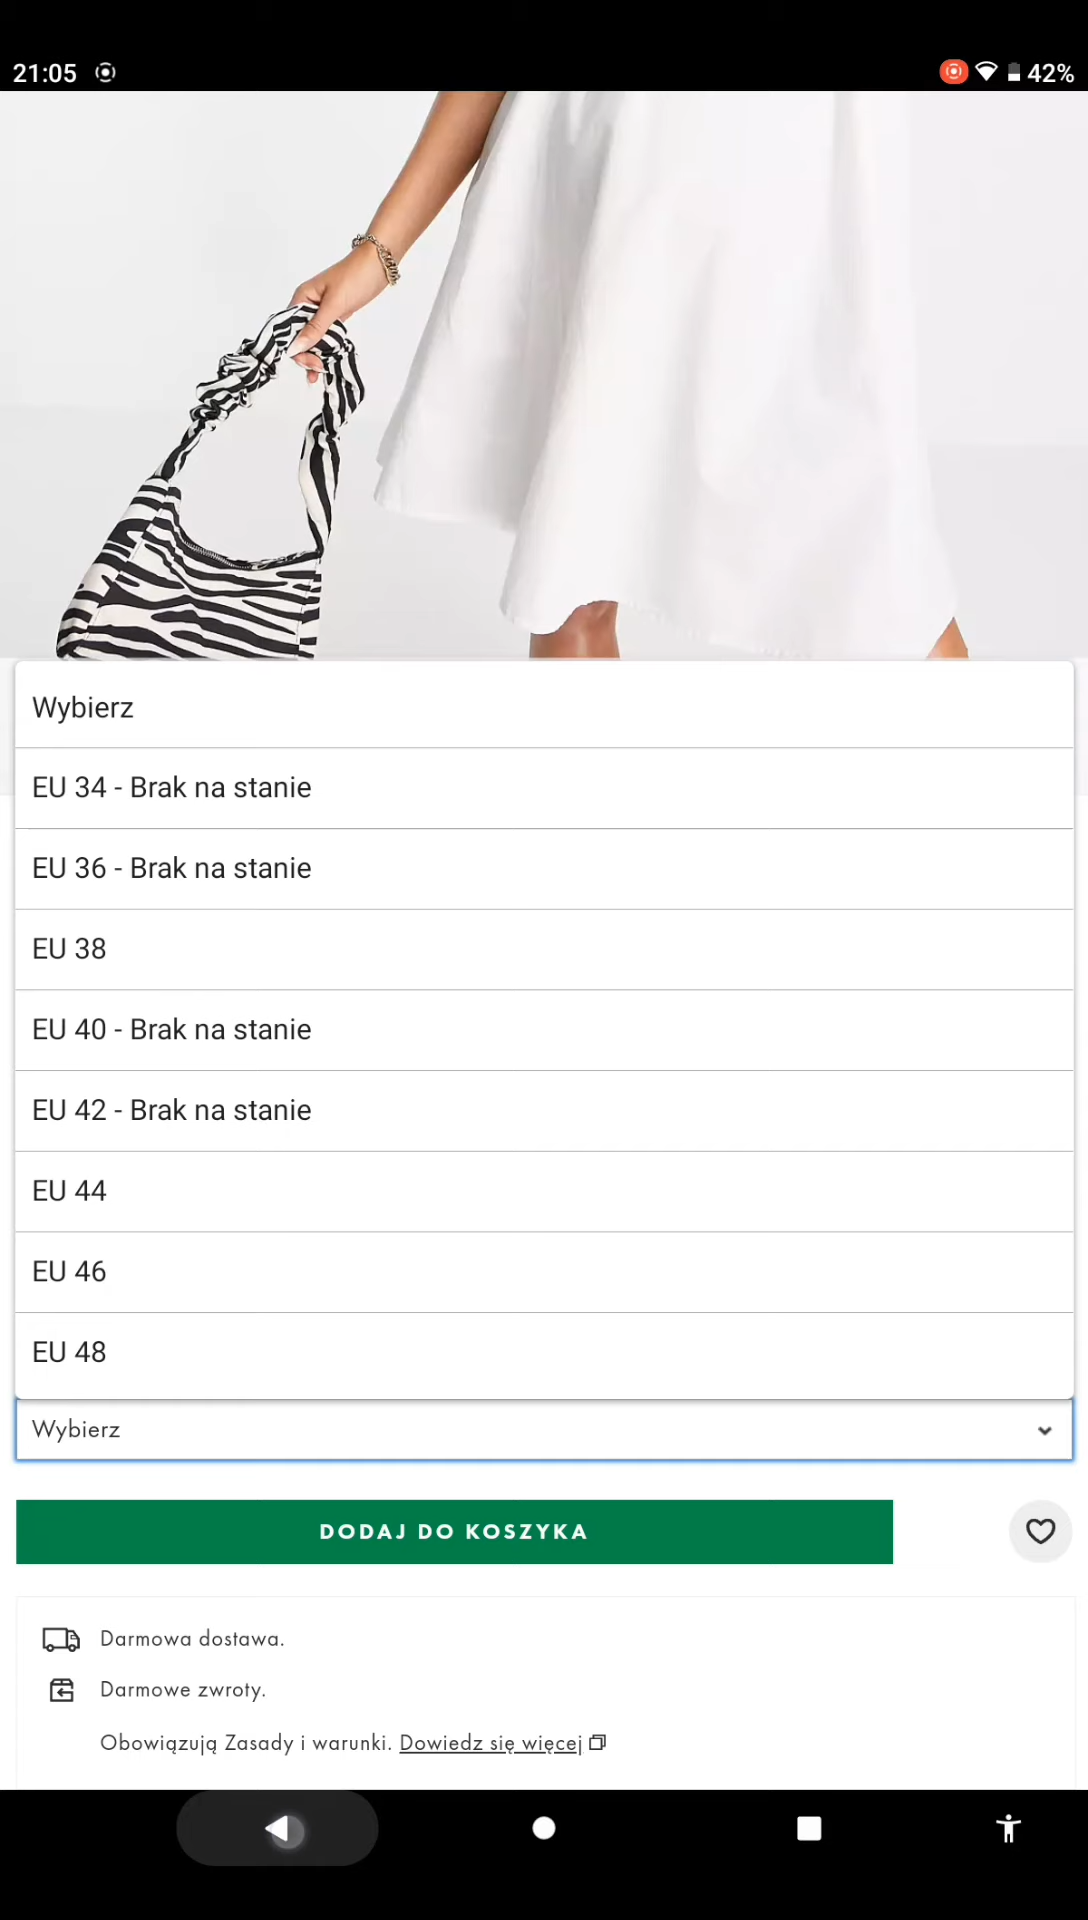 21:05
42%
Wybierz
EU 34 - Brak na stanie
EU 36 - Brak na stanie
EU 38
EU 40 - Brak na stanie
EU 42 - Brak na stanie
EU 44
EU 46
EU 48
Wybierz
DODAJ DO KOSZYKA
Darmowa dostawa.
Darmowe zwroty.
Obowiązują Zasady i warunki. Dowiedz się więcej